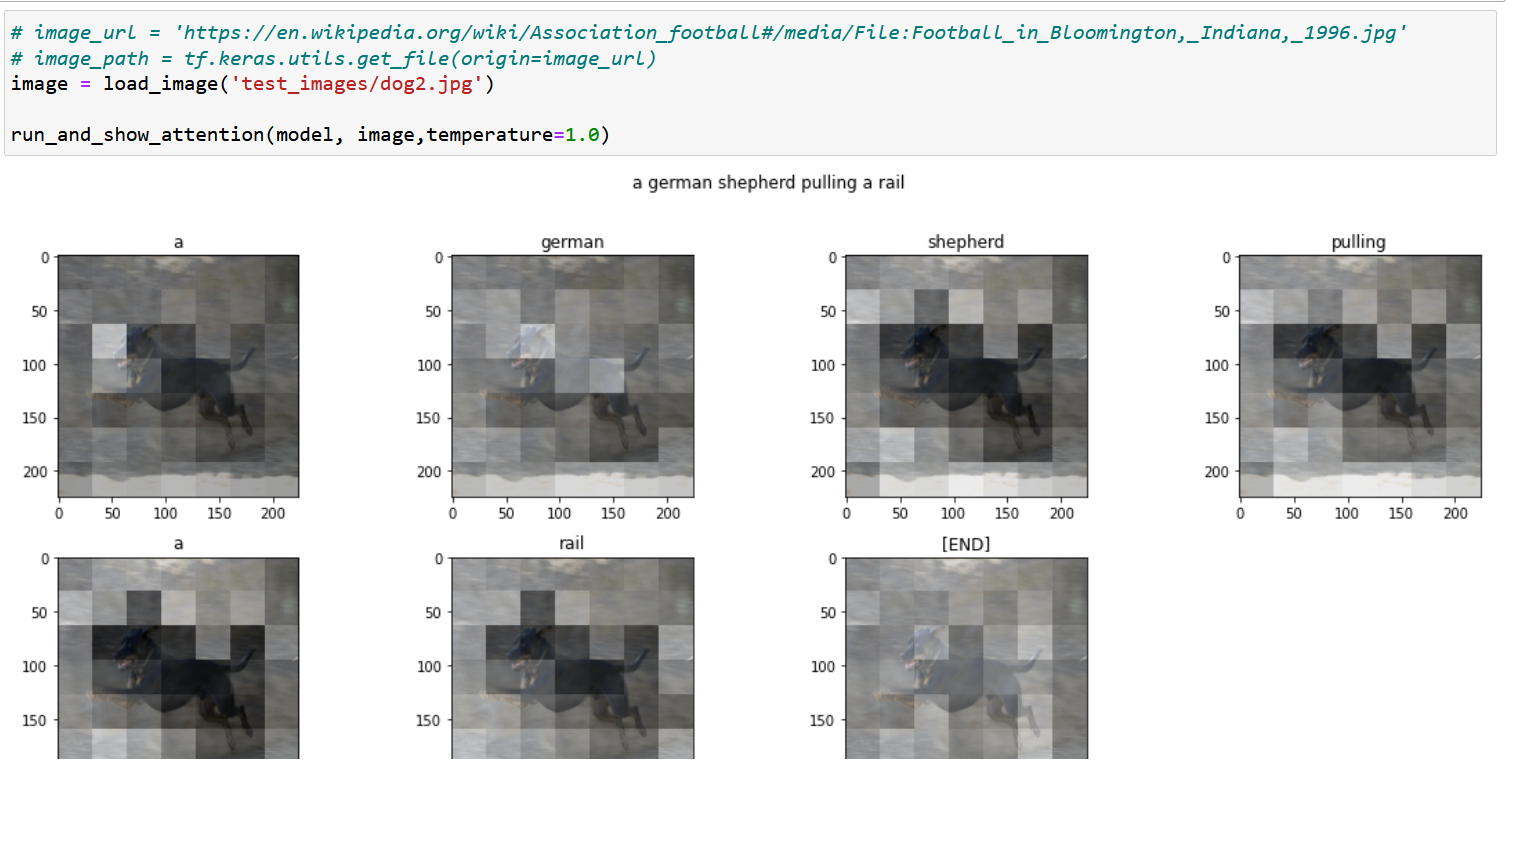 # image_url = 'https://en.wikipedia.org/wiki/Association_football#/media/File:Football_in_Bloomington,_Indiana,_1996.jpg'
# image_path = tf.keras.utils.get_file(origin=image_url)
image = load_image('test_images/dog2.jpg')
run_and_show_attention(model, image,temperature=1.0)
a german shepherd pulling a rail
a german shepherd pulling
0 0 0 0
50 50 50 50
100 100 100 100
150 150 150 150
200 200 200 200
0 50 100 150 200 0 50 100 150 200 0 50 100 150 200 0 50 100 150 200
a rail [END]
0 0 0
50 50 50
100 100 100
150 150 150